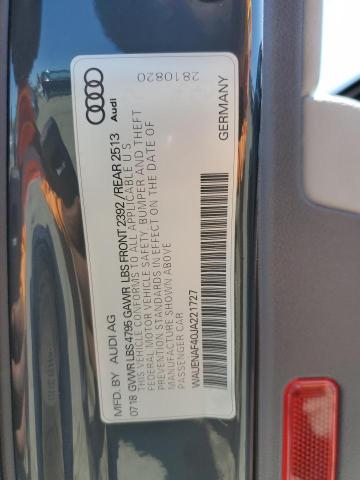 2810820
Audi
MFD. BY AUDI AG
07/18 GVWR LBS 4795 GAWR LBS FRONT 2392 / REAR 2513
THIS VEHICLE CONFORMS TO ALL APPLICABLE U S
FEDERAL MOTOR VEHICLE SAFETY, BUMPER AND THEFT
PREVENTION STANDARDS IN EFFECT ON THE DATE OF
MANUFACTURE SHOWN ABOVE
PASSENGER CAR
WAUENAF40JA221727
GERMANY